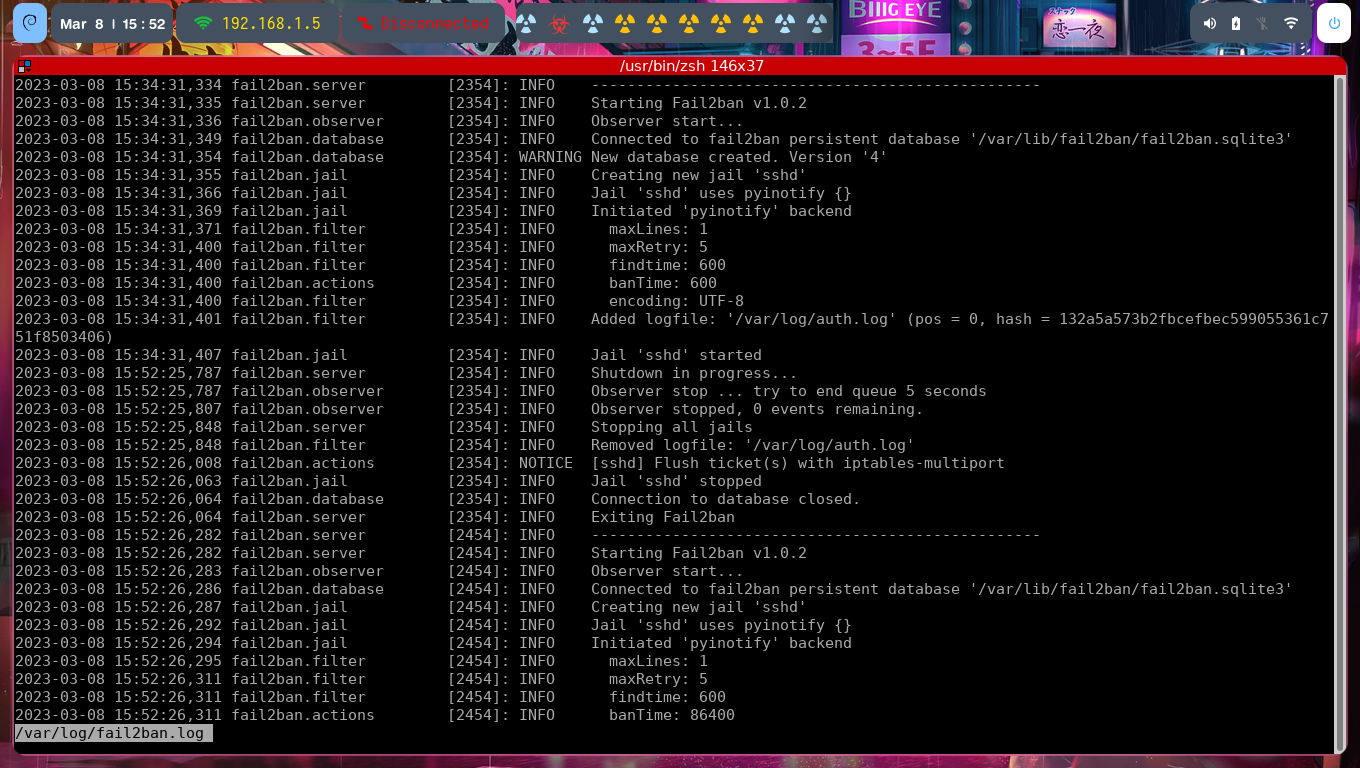 Mar 8 | 15:52
192.168.1.5
Disconnected
BIIIG EYE
3~5F
スナック
恋一夜
/usr/bin/zsh 146x37
2023-03-08 15:34:31,334 fail2ban.server         [2354]: INFO    --------------------------------------------------
2023-03-08 15:34:31,335 fail2ban.server         [2354]: INFO    Starting Fail2ban v1.0.2
2023-03-08 15:34:31,336 fail2ban.observer       [2354]: INFO    Observer start...
2023-03-08 15:34:31,349 fail2ban.database       [2354]: INFO    Connected to fail2ban persistent database '/var/lib/fail2ban/fail2ban.sqlite3'
2023-03-08 15:34:31,354 fail2ban.database       [2354]: WARNING New database created. Version '4'
2023-03-08 15:34:31,355 fail2ban.jail           [2354]: INFO    Creating new jail 'sshd'
2023-03-08 15:34:31,366 fail2ban.jail           [2354]: INFO    Jail 'sshd' uses pyinotify {}
2023-03-08 15:34:31,369 fail2ban.jail           [2354]: INFO    Initiated 'pyinotify' backend
2023-03-08 15:34:31,371 fail2ban.filter         [2354]: INFO      maxLines: 1
2023-03-08 15:34:31,400 fail2ban.filter         [2354]: INFO      maxRetry: 5
2023-03-08 15:34:31,400 fail2ban.filter         [2354]: INFO      findtime: 600
2023-03-08 15:34:31,400 fail2ban.actions        [2354]: INFO      banTime: 600
2023-03-08 15:34:31,400 fail2ban.filter         [2354]: INFO      encoding: UTF-8
2023-03-08 15:34:31,401 fail2ban.filter         [2354]: INFO    Added logfile: '/var/log/auth.log' (pos = 0, hash = 132a5a573b2fbcefbec599055361c7
51f8503406)
2023-03-08 15:34:31,407 fail2ban.jail           [2354]: INFO    Jail 'sshd' started
2023-03-08 15:52:25,787 fail2ban.server         [2354]: INFO    Shutdown in progress...
2023-03-08 15:52:25,787 fail2ban.observer       [2354]: INFO    Observer stop ... try to end queue 5 seconds
2023-03-08 15:52:25,807 fail2ban.observer       [2354]: INFO    Observer stopped, 0 events remaining.
2023-03-08 15:52:25,848 fail2ban.server         [2354]: INFO    Stopping all jails
2023-03-08 15:52:25,848 fail2ban.filter         [2354]: INFO    Removed logfile: '/var/log/auth.log'
2023-03-08 15:52:26,008 fail2ban.actions        [2354]: NOTICE  [sshd] Flush ticket(s) with iptables-multiport
2023-03-08 15:52:26,063 fail2ban.jail           [2354]: INFO    Jail 'sshd' stopped
2023-03-08 15:52:26,064 fail2ban.database       [2354]: INFO    Connection to database closed.
2023-03-08 15:52:26,064 fail2ban.server         [2354]: INFO    Exiting Fail2ban
2023-03-08 15:52:26,282 fail2ban.server         [2454]: INFO    --------------------------------------------------
2023-03-08 15:52:26,282 fail2ban.server         [2454]: INFO    Starting Fail2ban v1.0.2
2023-03-08 15:52:26,283 fail2ban.observer       [2454]: INFO    Observer start...
2023-03-08 15:52:26,286 fail2ban.database       [2454]: INFO    Connected to fail2ban persistent database '/var/lib/fail2ban/fail2ban.sqlite3'
2023-03-08 15:52:26,287 fail2ban.jail           [2454]: INFO    Creating new jail 'sshd'
2023-03-08 15:52:26,292 fail2ban.jail           [2454]: INFO    Jail 'sshd' uses pyinotify {}
2023-03-08 15:52:26,294 fail2ban.jail           [2454]: INFO    Initiated 'pyinotify' backend
2023-03-08 15:52:26,295 fail2ban.filter         [2454]: INFO      maxLines: 1
2023-03-08 15:52:26,311 fail2ban.filter         [2454]: INFO      maxRetry: 5
2023-03-08 15:52:26,311 fail2ban.filter         [2454]: INFO      findtime: 600
2023-03-08 15:52:26,311 fail2ban.actions        [2454]: INFO      banTime: 86400
/var/log/fail2ban.log